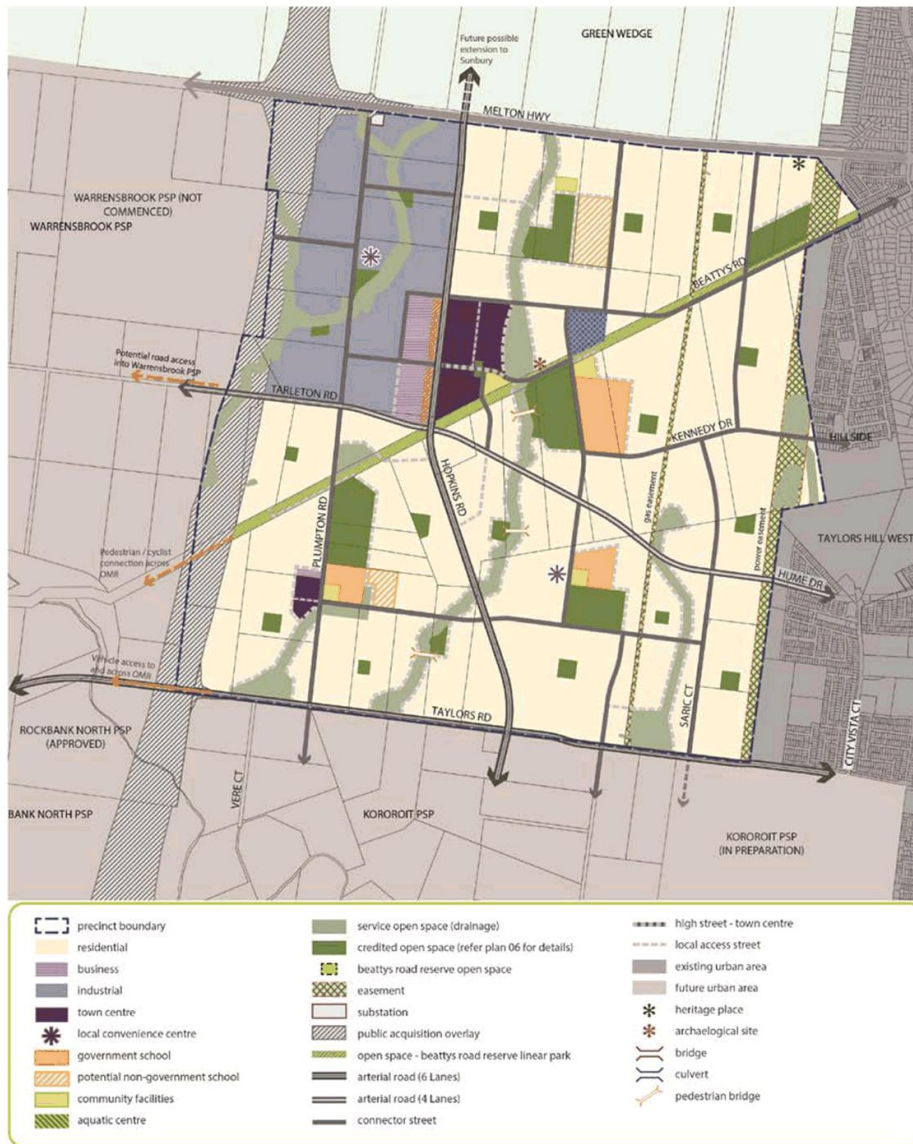 Future possible
extension to
Sunbury
GREEN WEDGE
MELTON HWY
WARRENSBROOK PSP (NOT
COMMENCED)
WARRENSBROOK PSP
BEATTYS RD
Potential road access
into Warrensbrook PSP
TARLETON RD
KENNEDY DR
HILLSIDE
HOPKINS RD
gas easement
PLUMPTON RD
power easement
TAYLORS HILL WEST
Pedestrian / cyclist
connection across
OMR
HUME DR
Vehicle access to
and across OMR
SARIC CT
TAYLORS RD
CITY VISTA CT
ROCKBANK NORTH PSP
(APPROVED)
VERE CT
BANK NORTH PSP
KOROROIT PSP
KOROROIT PSP
(IN PREPARATION)
precinct boundary
residential
business
industrial
town centre
local convenience centre
government school
potential non-government school
community facilities
aquatic centre
service open space (drainage)
credited open space (refer plan 06 for details)
beattys road reserve open space
easement
substation
public acquisition overlay
open space - beattys road reserve linear park
arterial road (6 Lanes)
arterial road (4 Lanes)
connector street
high street - town centre
local access street
existing urban area
future urban area
heritage place
archaelogical site
bridge
culvert
pedestrian bridge